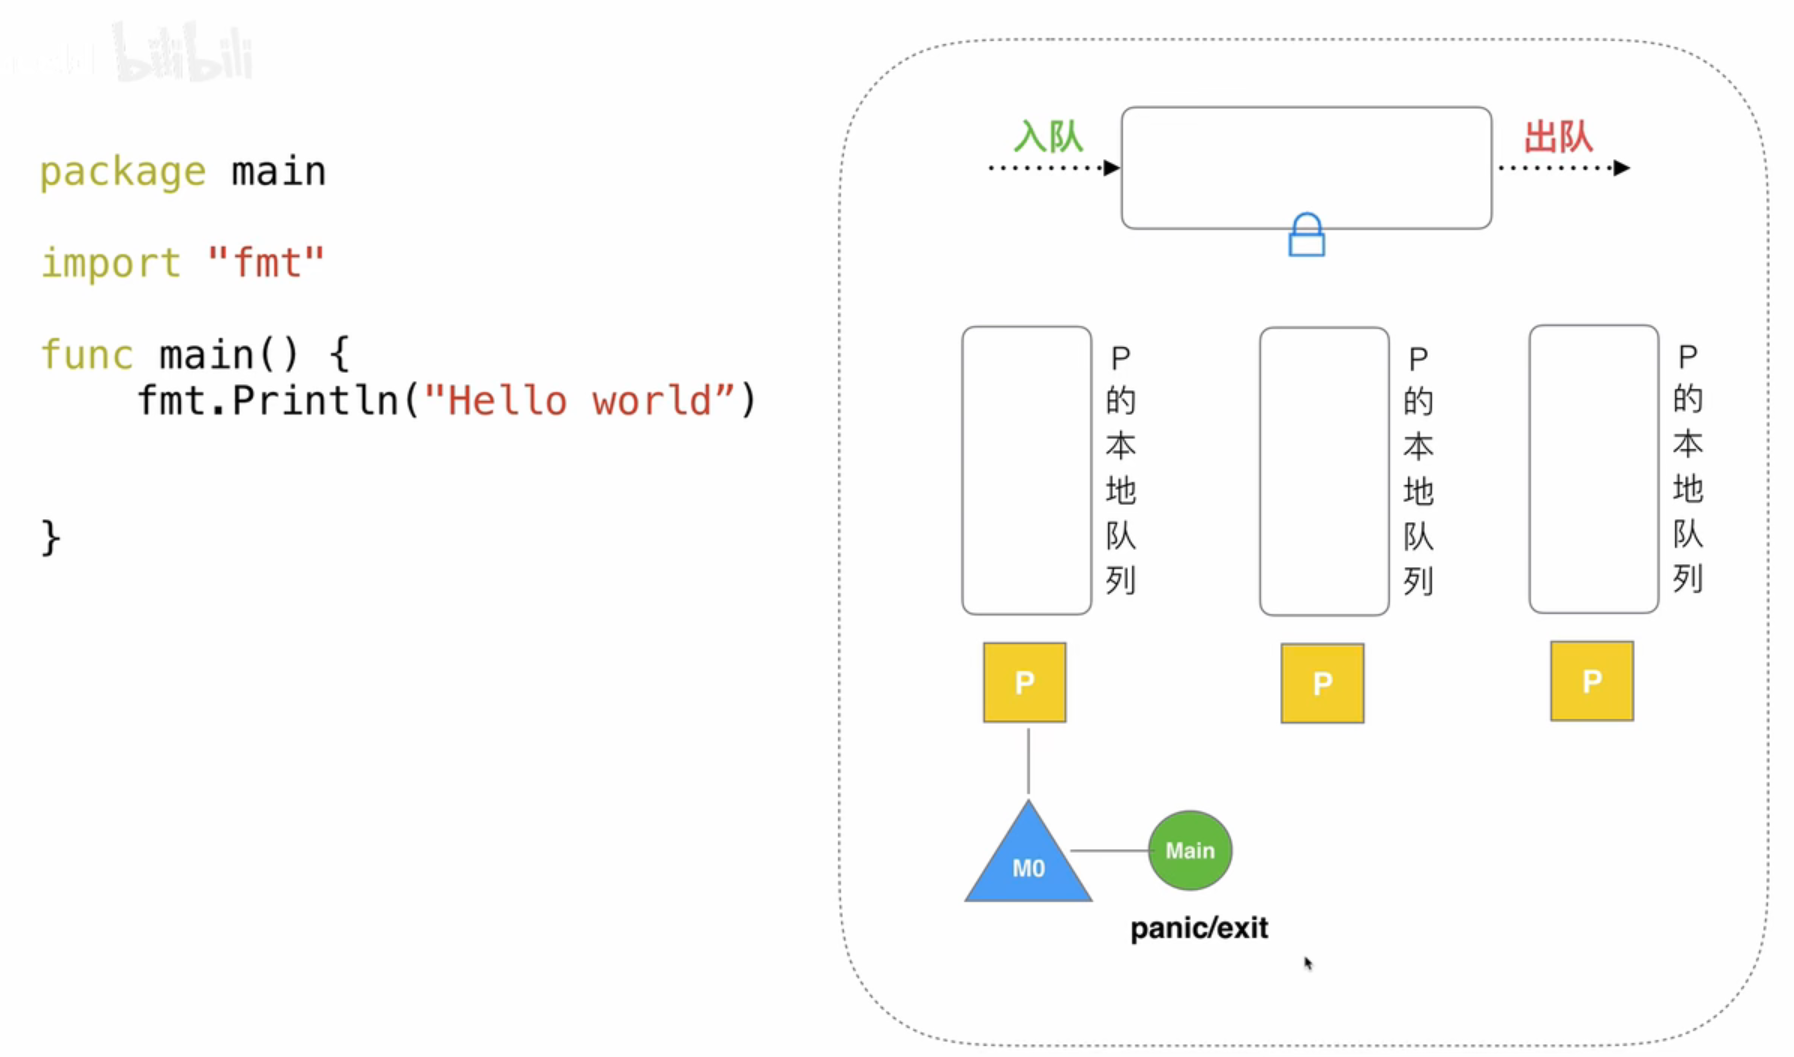 bilibili
package main
import "fmt"
func main() {
fmt.Println("Hello world”)
}
入队
出队
P的本地队列
P的本地队列
P的本地队列
P
P
P
M0
Main
panic/exit